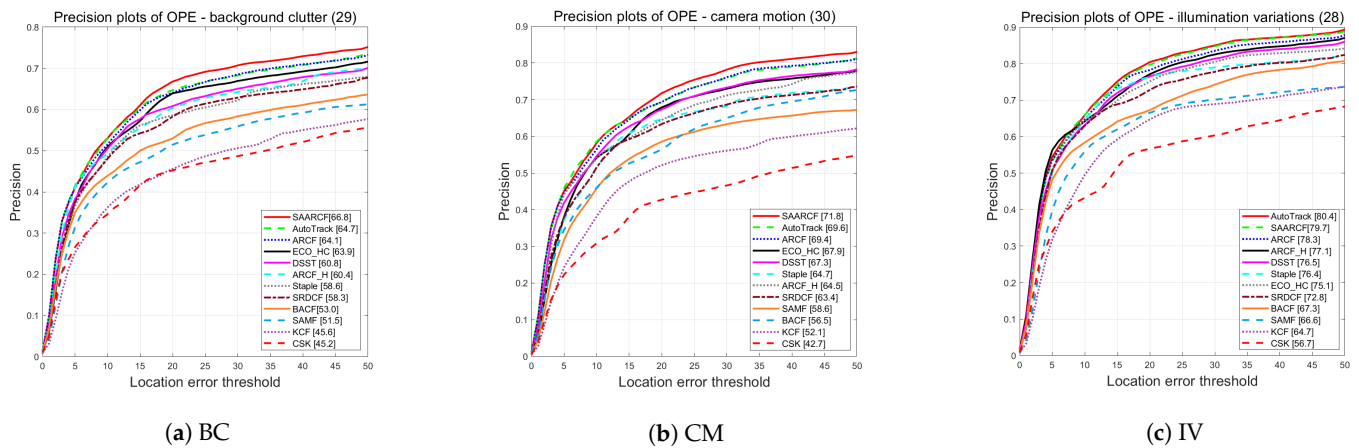 Precision plots of OPE - background clutter (29)
0.8
0.7
0.6
0.5
0.4
0.3
0.2
0.1
0
Precision
0 5 10 15 20 25 30 35 40 45 50
Location error threshold
SAARCF[66.8]
AutoTrack [64.7]
ARCF [64.1]
ECO_HC [63.9]
DSST [60.8]
ARCF_H [60.4]
Staple [58.6]
SRDCF [58.3]
BACF[53.0]
SAMF [51.5]
KCF [45.6]
CSK [45.2]
(a) BC
Precision plots of OPE - camera motion (30)
0.9
0.8
0.7
0.6
0.5
0.4
0.3
0.2
0.1
0
Precision
0 5 10 15 20 25 30 35 40 45 50
Location error threshold
SAARCF [71.8]
AutoTrack [69.6]
ARCF [69.4]
ECO_HC [67.9]
DSST [67.3]
Staple [64.7]
ARCF_H [64.5]
SRDCF [63.4]
SAMF [58.6]
BACF [56.5]
KCF [52.1]
CSK [42.7]
(b) CM
Precision plots of OPE - illumination variations (28)
0.9
0.8
0.7
0.6
0.5
0.4
0.3
0.2
0.1
0
Precision
0 5 10 15 20 25 30 35 40 45 50
Location error threshold
AutoTrack [80.4]
SAARCF[79.7]
ARCF [78.3]
ARCF_H [77.1]
DSST [76.5]
Staple [76.4]
ECO_HC [75.1]
SRDCF [72.8]
BACF [67.3]
SAMF [66.6]
KCF [64.7]
CSK [56.7]
(c) IV